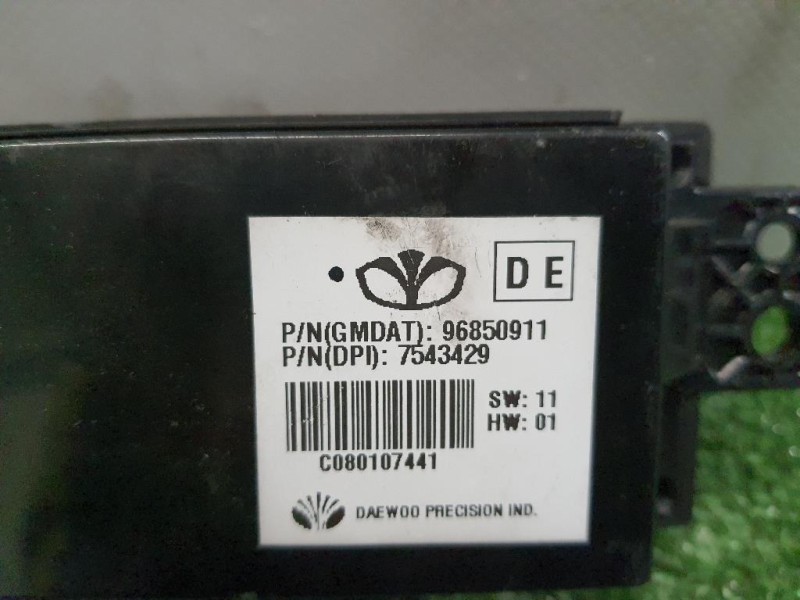 D E
P/N(GMDAT): 96850911
P/N(DPI): 7543429
SW: 11
HW: 01
C080107441
DAEWOO PRECISION IND.